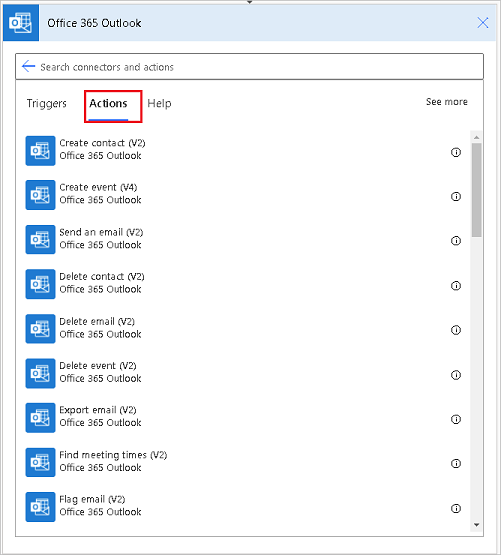 Office 365 Outlook
Search connectors and actions
Triggers
Actions
Help
See more
Create contact (V2)
Office 365 Outlook
Create event (V4)
Office 365 Outlook
Send an email (V2)
Office 365 Outlook
Delete contact (V2)
Office 365 Outlook
Delete email (V2)
Office 365 Outlook
Delete event (V2)
Office 365 Outlook
Export email (V2)
Office 365 Outlook
Find meeting times (V2)
Office 365 Outlook
Flag email (V2)
Office 365 Outlook